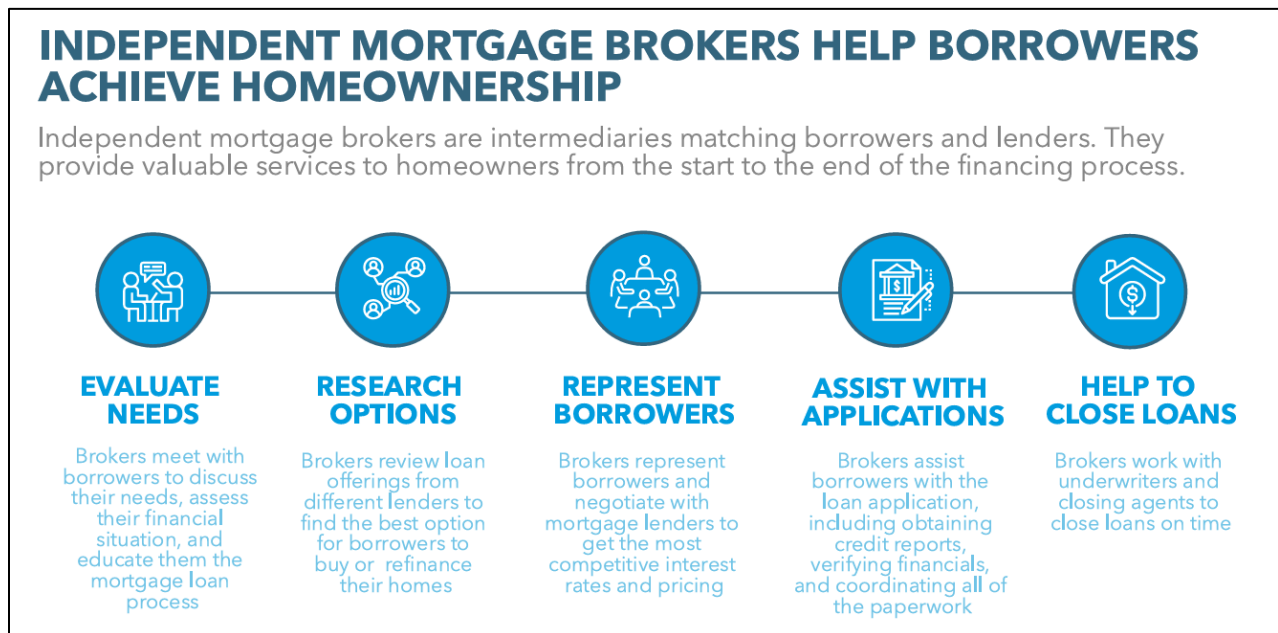 INDEPENDENT MORTGAGE BROKERS HELP BORROWERS
ACHIEVE HOMEOWNERSHIP
Independent mortgage brokers are intermediaries matching borrowers and lenders. They
provide valuable services to homeowners from the start to the end of the financing process.
EVALUATE
NEEDS
Brokers meet with
borrowers to discuss
their needs, assess
their financial
situation, and
educate them the
mortgage loan
process
RESEARCH
OPTIONS
Brokers review loan
offerings from
different lenders to
find the best option
for borrowers to
buy or refinance
their homes
REPRESENT
BORROWERS
Brokers represent
borrowers and
negotiate with
mortgage lenders to
get the most
competitive interest
rates and pricing
ASSIST WITH
APPLICATIONS
Brokers assist
borrowers with the
loan application,
including obtaining
credit reports,
verifying financials,
and coordinating all of
the paperwork
HELP TO
CLOSE LOANS
Brokers work with
underwriters and
closing agents to
close loans on time